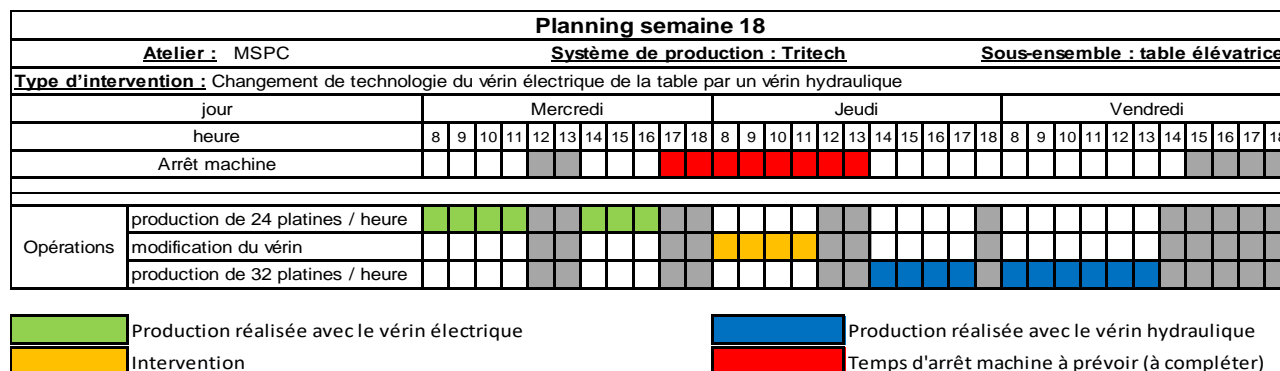 Planning semaine 18
Atelier : MSPC Système de production : Tritech Sous-ensemble : table élévatrice
Type d'intervention : Changement de technologie du vérin électrique de la table par un vérin hydraulique
jour Mercredi Jeudi Vendredi
heure 8 9 10 11 12 13 14 15 16 17 18 8 9 10 11 12 13 14 15 16 17 18 8 9 10 11 12 13 14 15 16 17 18
Arrêt machine
production de 24 platines / heure
Opérations modification du vérin
production de 32 platines / heure
Production réalisée avec le vérin électrique Production réalisée avec le vérin hydraulique
Intervention Temps d'arrêt machine à prévoir (à compléter)